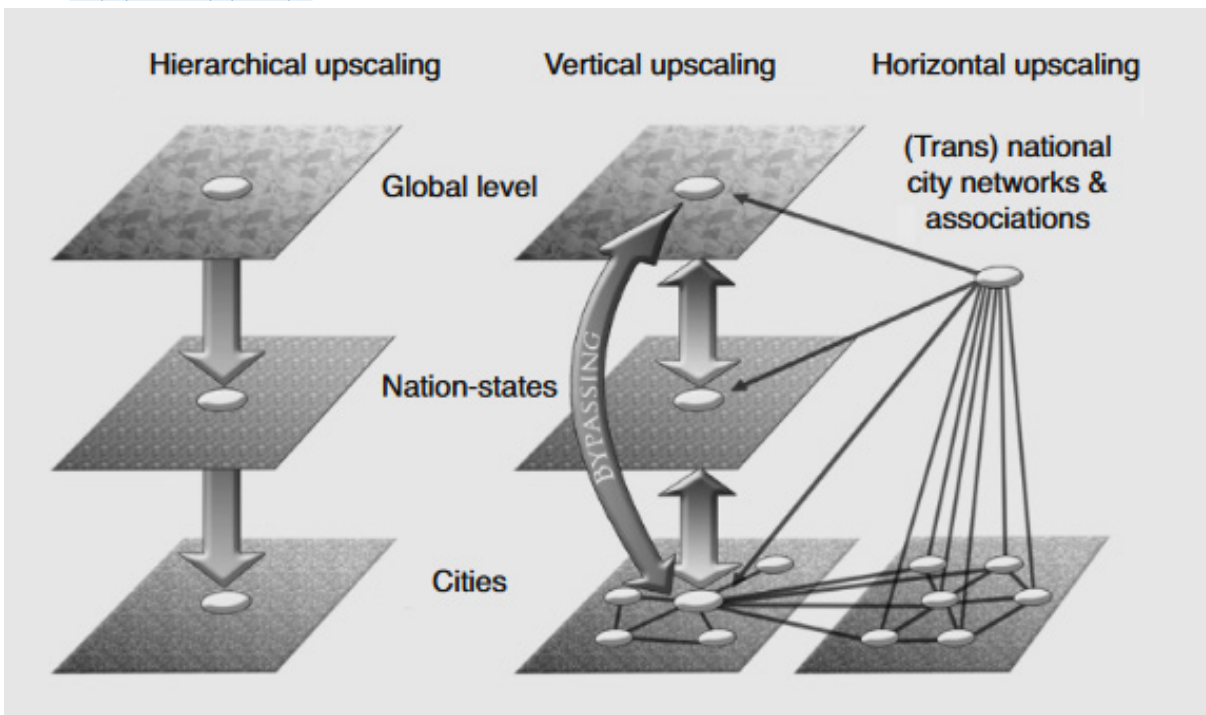 Hierarchical upscaling
Vertical upscaling
Horizontal upscaling
(Trans) national
city networks &
associations
Global level
Nation-states
BYPASSING
Cities